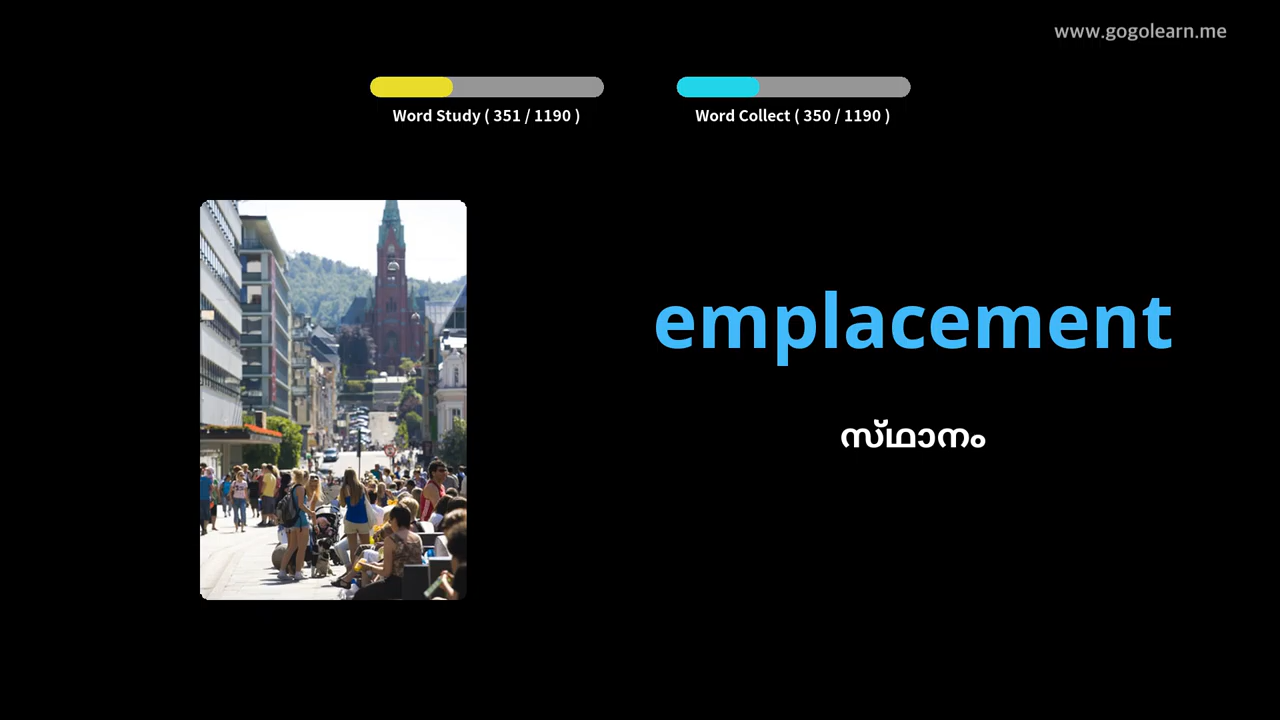 www.gogolearn.me
Word Study ( 351 / 1190 )
Word Collect ( 350 / 1190 )
emplacement
സ്ഥാനം